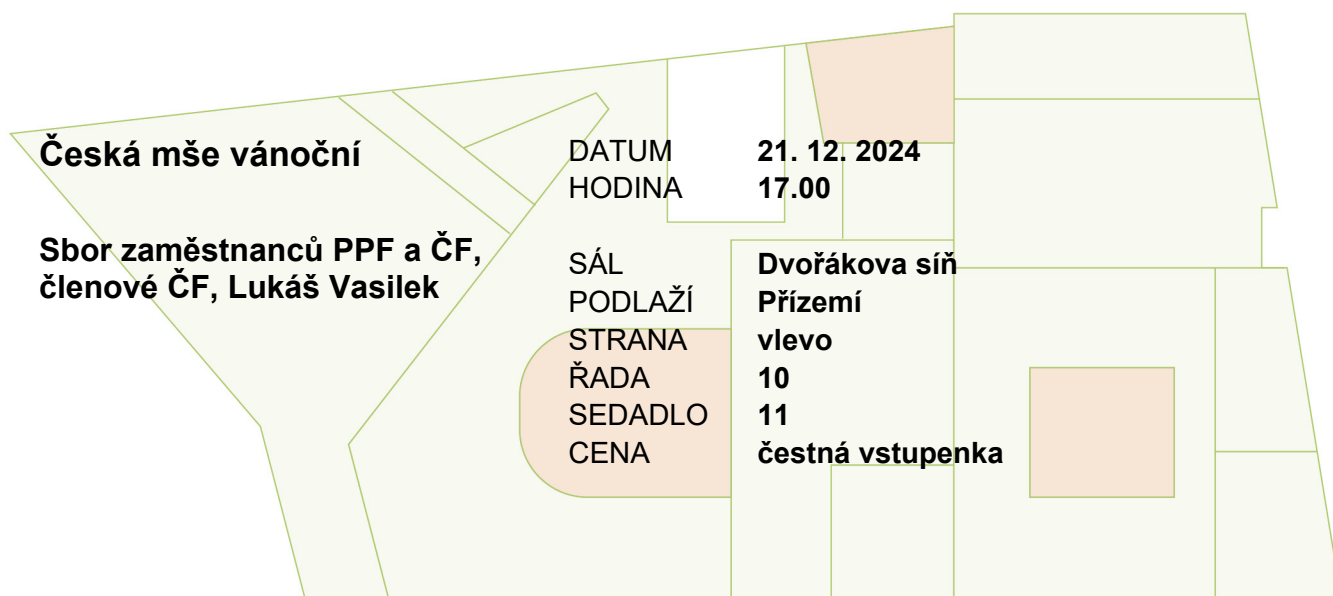 Česká mše vánoční
Sbor zaměstnanců PPF a ČF,
členové ČF, Lukáš Vasilek
DATUM 21. 12. 2024
HODINA 17.00
SÁL Dvořákova síň
PODLAŽÍ Přízemí
STRANA vlevo
ŘADA 10
SEDADLO 11
CENA čestná vstupenka